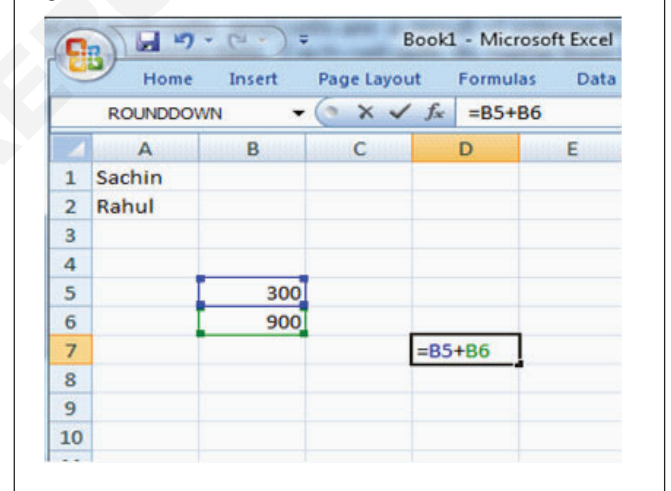 Book1 - Microsoft Excel
Home Insert Page Layout Formulas Data
ROUNDDOWN fx =B5+B6
A B C D E
1 Sachin
2 Rahul
3
4
5 300
6 900
7 =B5+B6
8
9
10